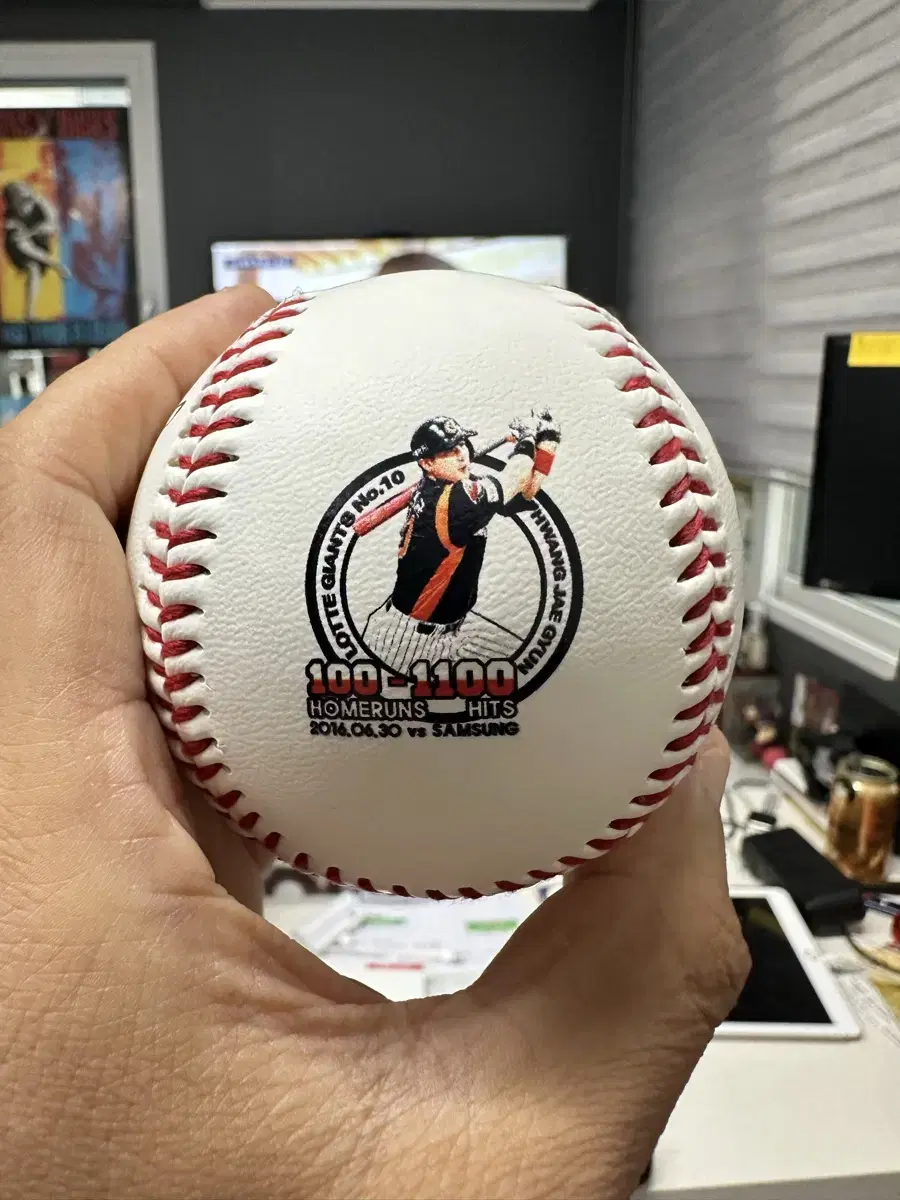 LOTTE GIANTS No.10
HWANG JAE GYUN
100 - 1100
HOMERUNS HITS
2016.06.30 vs SAMSUNG